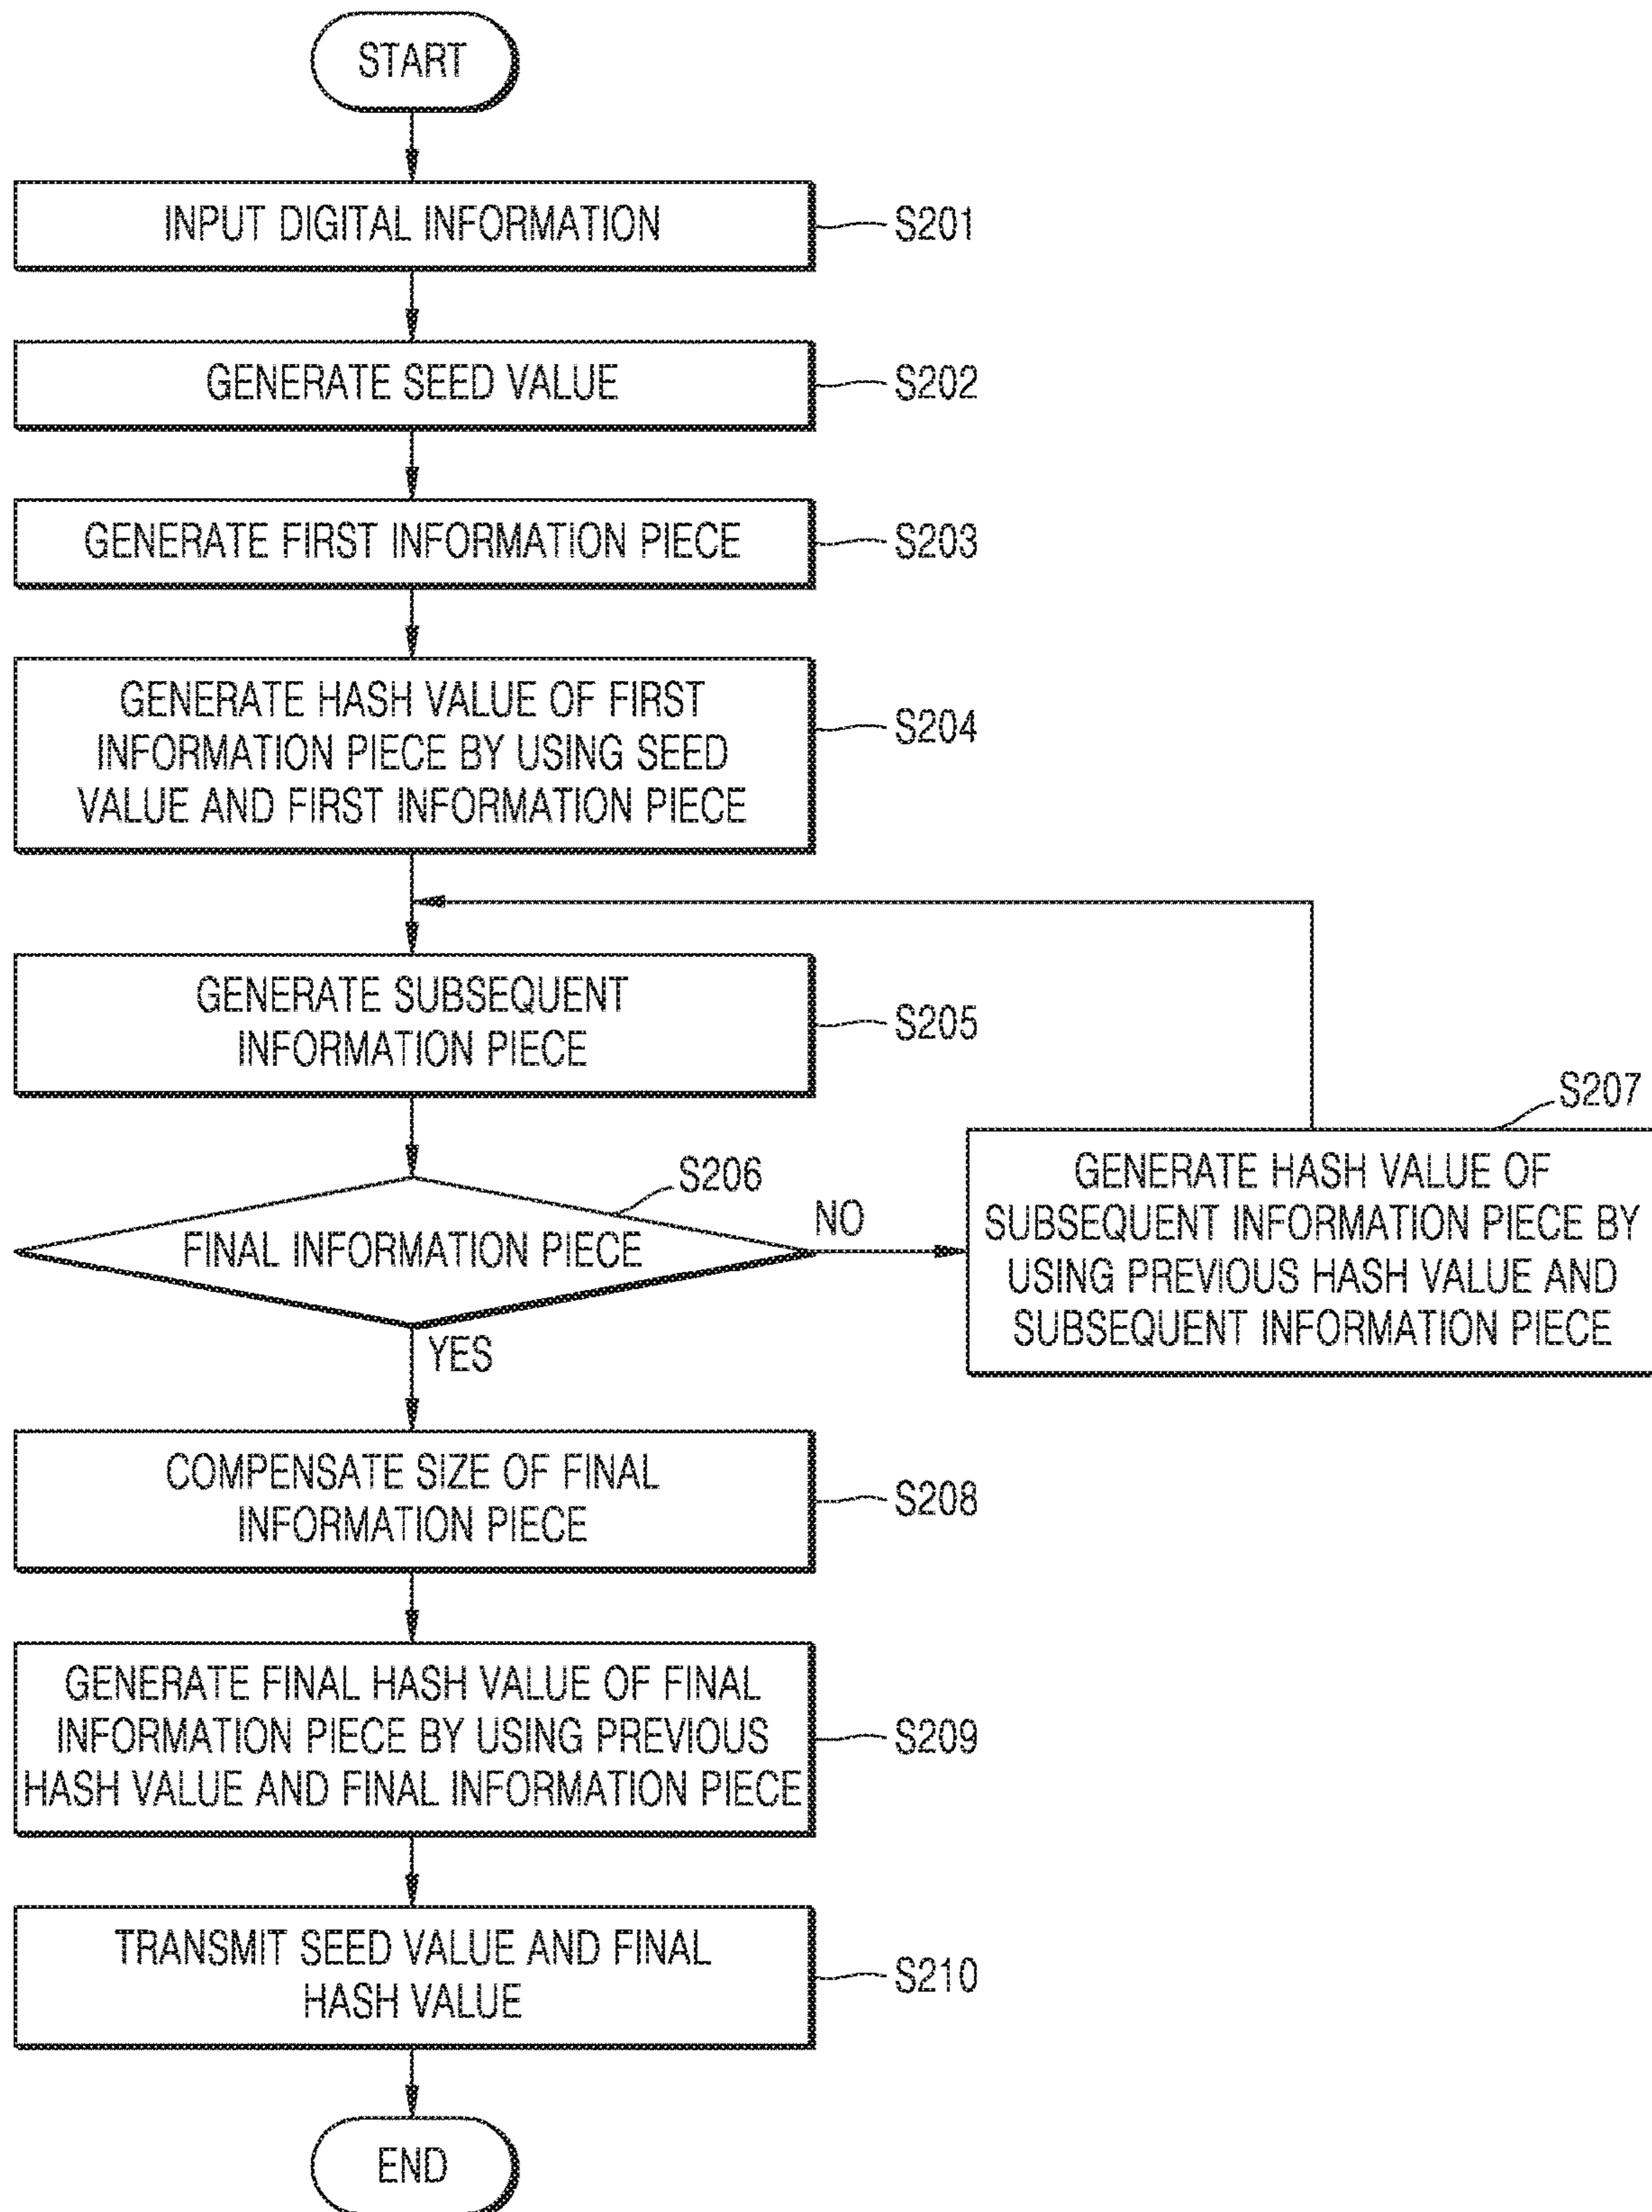 START
INPUT DIGITAL INFORMATION
S201
GENERATE SEED VALUE
S202
GENERATE FIRST INFORMATION PIECE
S203
GENERATE HASH VALUE OF FIRST
INFORMATION PIECE BY USING SEED
VALUE AND FIRST INFORMATION PIECE
S204
GENERATE SUBSEQUENT
INFORMATION PIECE
S205
FINAL INFORMATION PIECE
S206
NO
YES
S207
GENERATE HASH VALUE OF
SUBSEQUENT INFORMATION PIECE BY
USING PREVIOUS HASH VALUE AND
SUBSEQUENT INFORMATION PIECE
COMPENSATE SIZE OF FINAL
INFORMATION PIECE
S208
GENERATE FINAL HASH VALUE OF FINAL
INFORMATION PIECE BY USING PREVIOUS
HASH VALUE AND FINAL INFORMATION PIECE
S209
TRANSMIT SEED VALUE AND FINAL
HASH VALUE
S210
END